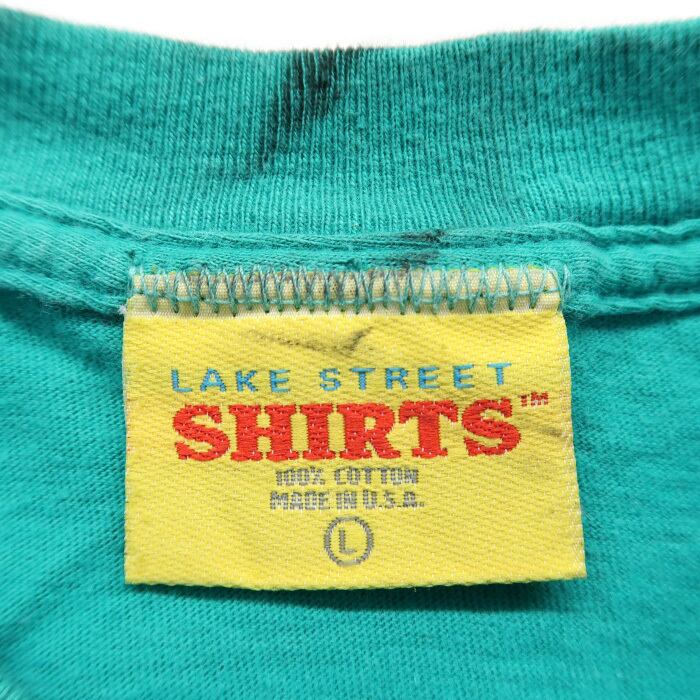 LAKE STREET
SHIRTS™
100% COTTON
MADE IN U.S.A.
L